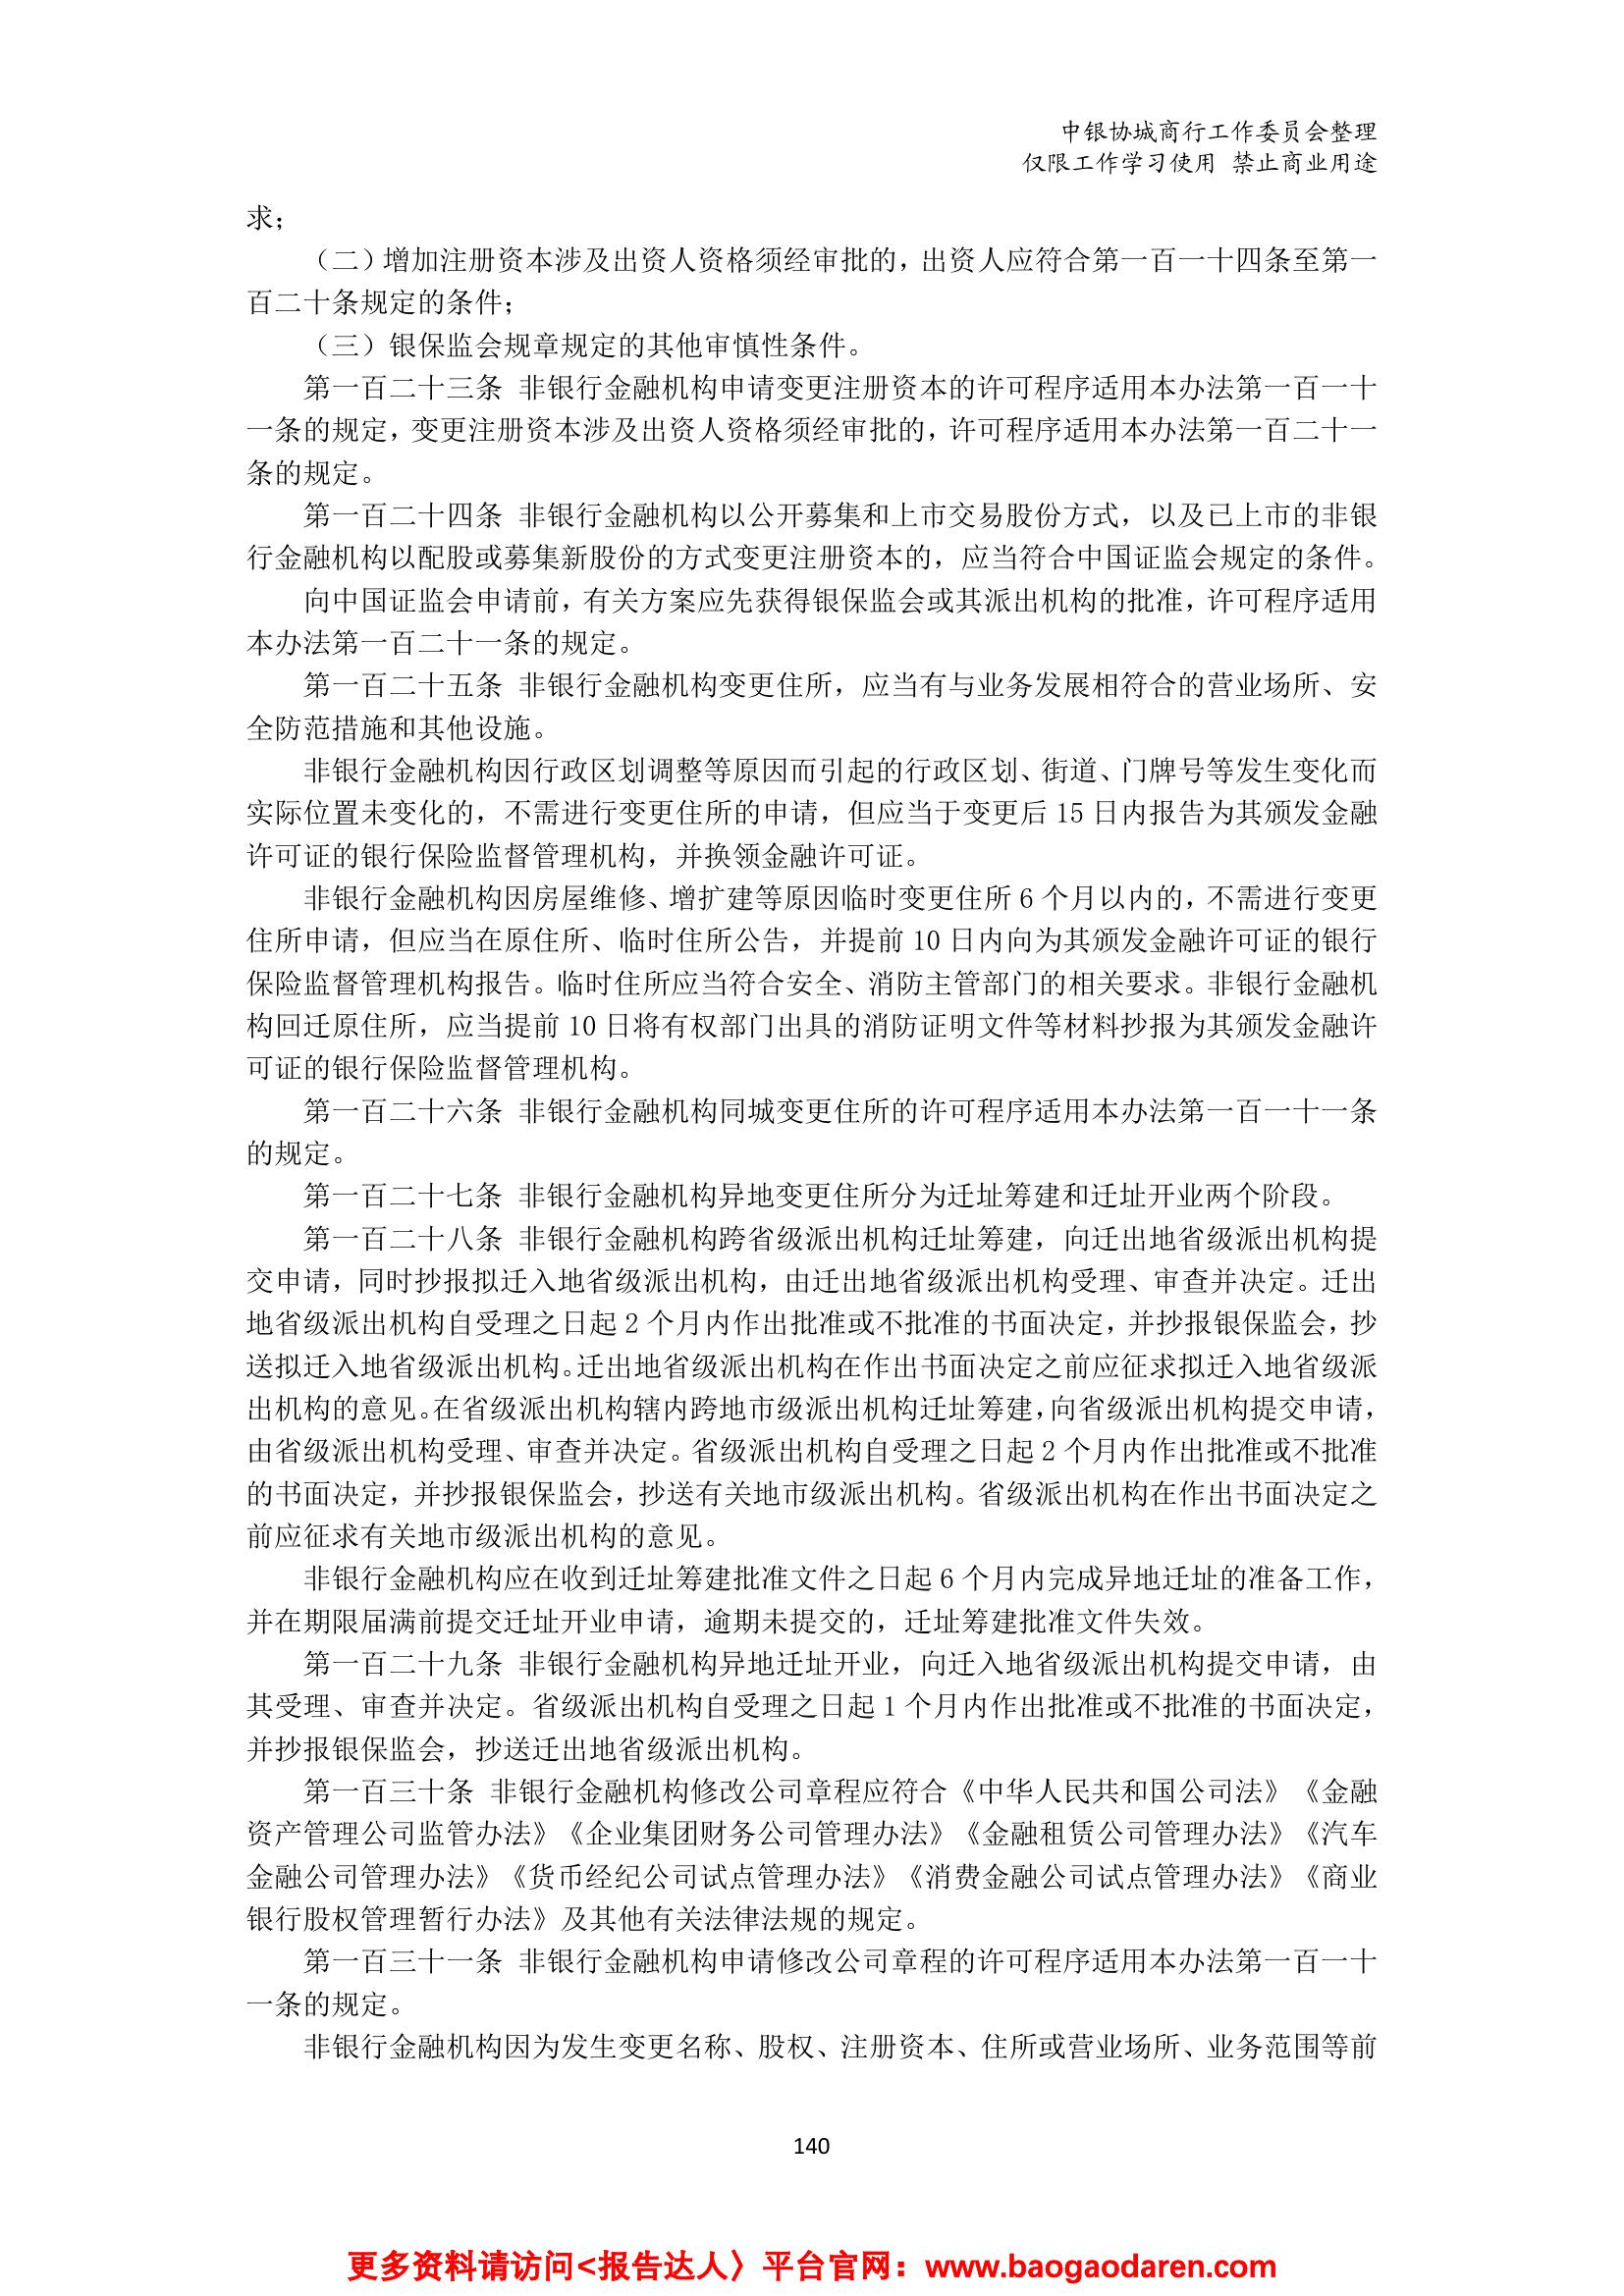 中银协城商行工作委员会整理
仅限工作学习使用 禁止商业用途
求；
（二）增加注册资本涉及出资人资格须经审批的，出资人应符合第一百一十四条至第一
百二十条规定的条件；
（三）银保监会规章规定的其他审慎性条件。
第一百二十三条 非银行金融机构申请变更注册资本的许可程序适用本办法第一百一十
一条的规定，变更注册资本涉及出资人资格须经审批的，许可程序适用本办法第一百二十一
条的规定。
第一百二十四条 非银行金融机构以公开募集和上市交易股份方式，以及已上市的非银
行金融机构以配股或募集新股份的方式变更注册资本的，应当符合中国证监会规定的条件。
向中国证监会申请前，有关方案应先获得银保监会或其派出机构的批准，许可程序适用
本办法第一百二十一条的规定。
第一百二十五条 非银行金融机构变更住所，应当有与业务发展相符合的营业场所、安
全防范措施和其他设施。
非银行金融机构因行政区划调整等原因而引起的行政区划、街道、门牌号等发生变化而
实际位置未变化的，不需进行变更住所的申请，但应当于变更后 15 日内报告为其颁发金融
许可证的银行保险监督管理机构，并换领金融许可证。
非银行金融机构因房屋维修、增扩建等原因临时变更住所 6 个月以内的，不需进行变更
住所申请，但应当在原住所、临时住所公告，并提前 10 日内向为其颁发金融许可证的银行
保险监督管理机构报告。临时住所应当符合安全、消防主管部门的相关要求。非银行金融机
构回迁原住所，应当提前 10 日将有权部门出具的消防证明文件等材料抄报为其颁发金融许
可证的银行保险监督管理机构。
第一百二十六条 非银行金融机构同城变更住所的许可程序适用本办法第一百一十一条
的规定。
第一百二十七条 非银行金融机构异地变更住所分为迁址筹建和迁址开业两个阶段。
第一百二十八条 非银行金融机构跨省级派出机构迁址筹建，向迁出地省级派出机构提
交申请，同时抄报拟迁入地省级派出机构，由迁出地省级派出机构受理、审查并决定。迁出
地省级派出机构自受理之日起 2 个月内作出批准或不批准的书面决定，并抄报银保监会，抄
送拟迁入地省级派出机构。迁出地省级派出机构在作出书面决定之前应征求拟迁入地省级派
出机构的意见。在省级派出机构辖内跨地市级派出机构迁址筹建，向省级派出机构提交申请，
由省级派出机构受理、审查并决定。省级派出机构自受理之日起 2 个月内作出批准或不批准
的书面决定，并抄报银保监会，抄送有关地市级派出机构。省级派出机构在作出书面决定之
前应征求有关地市级派出机构的意见。
非银行金融机构应在收到迁址筹建批准文件之日起 6 个月内完成异地迁址的准备工作，
并在期限届满前提交迁址开业申请，逾期未提交的，迁址筹建批准文件失效。
第一百二十九条 非银行金融机构异地迁址开业，向迁入地省级派出机构提交申请，由
其受理、审查并决定。省级派出机构自受理之日起 1 个月内作出批准或不批准的书面决定，
并抄报银保监会，抄送迁出地省级派出机构。
第一百三十条 非银行金融机构修改公司章程应符合《中华人民共和国公司法》《金融
资产管理公司监管办法》《企业集团财务公司管理办法》《金融租赁公司管理办法》《汽车
金融公司管理办法》《货币经纪公司试点管理办法》《消费金融公司试点管理办法》《商业
银行股权管理暂行办法》及其他有关法律法规的规定。
第一百三十一条 非银行金融机构申请修改公司章程的许可程序适用本办法第一百一十
一条的规定。
非银行金融机构因为发生变更名称、股权、注册资本、住所或营业场所、业务范围等前
140
更多资料请访问<报告达人〉平台官网：www.baogaodaren.com